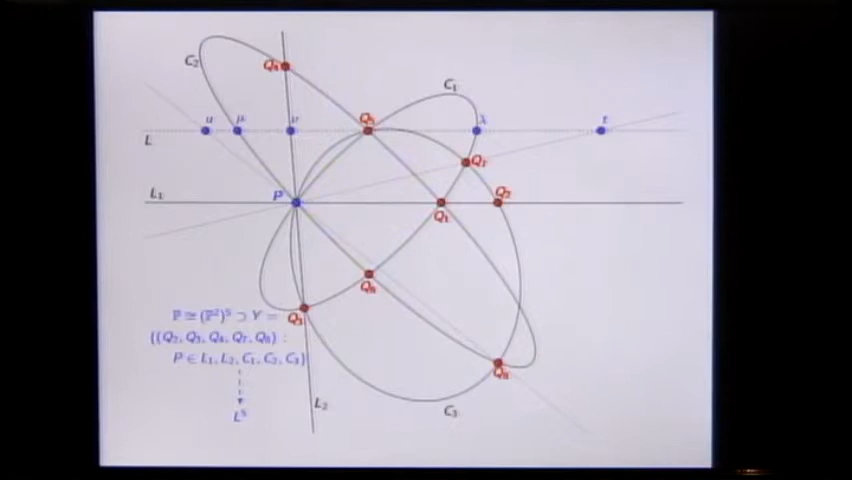 Q₄
C₂
C₁
u
μ
ν
Q₅
λ
t
L
Q₇
L₁
P
Q₂
Q₁
Q₆
Q₃
ℙ ≅ (ℙ²)⁵ ⊃ Y =
{(Q₂, Q₃, Q₄, Q₇, Q₈) :
P ∈ L₁, L₂, C₁, C₂, C₃}
Q₈
L₂
C₃
L⁵